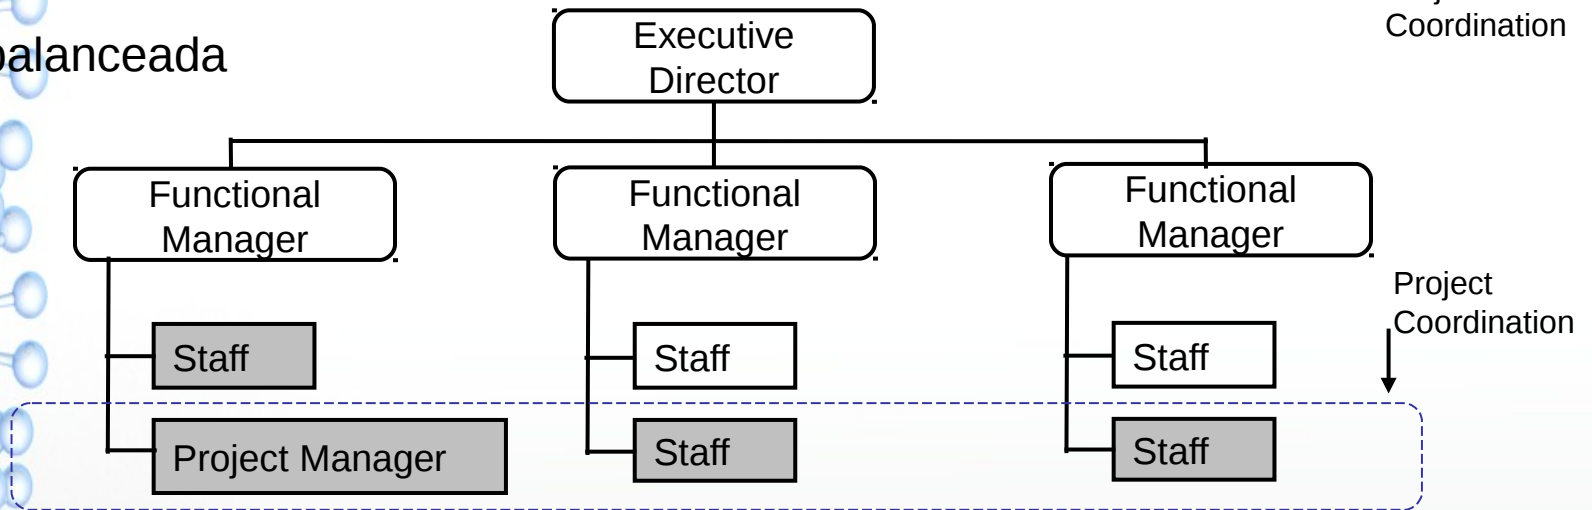 Coordination
balanceada
Executive
Director
Functional
Manager
Functional
Manager
Functional
Manager
Project
Coordination
Staff
Staff
Staff
Project Manager
Staff
Staff